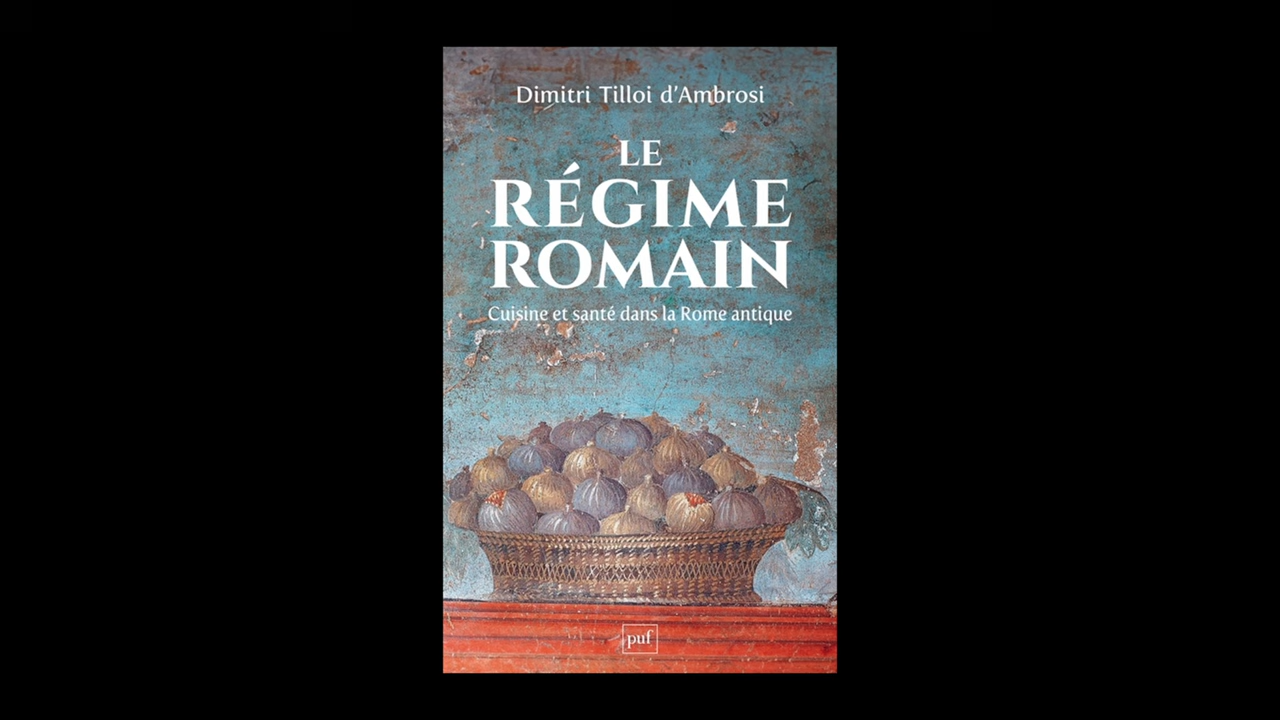 Dimitri Tilloi d'Ambrosi
LE
RÉGIME
ROMAIN
Cuisine et santé dans la Rome antique
puf